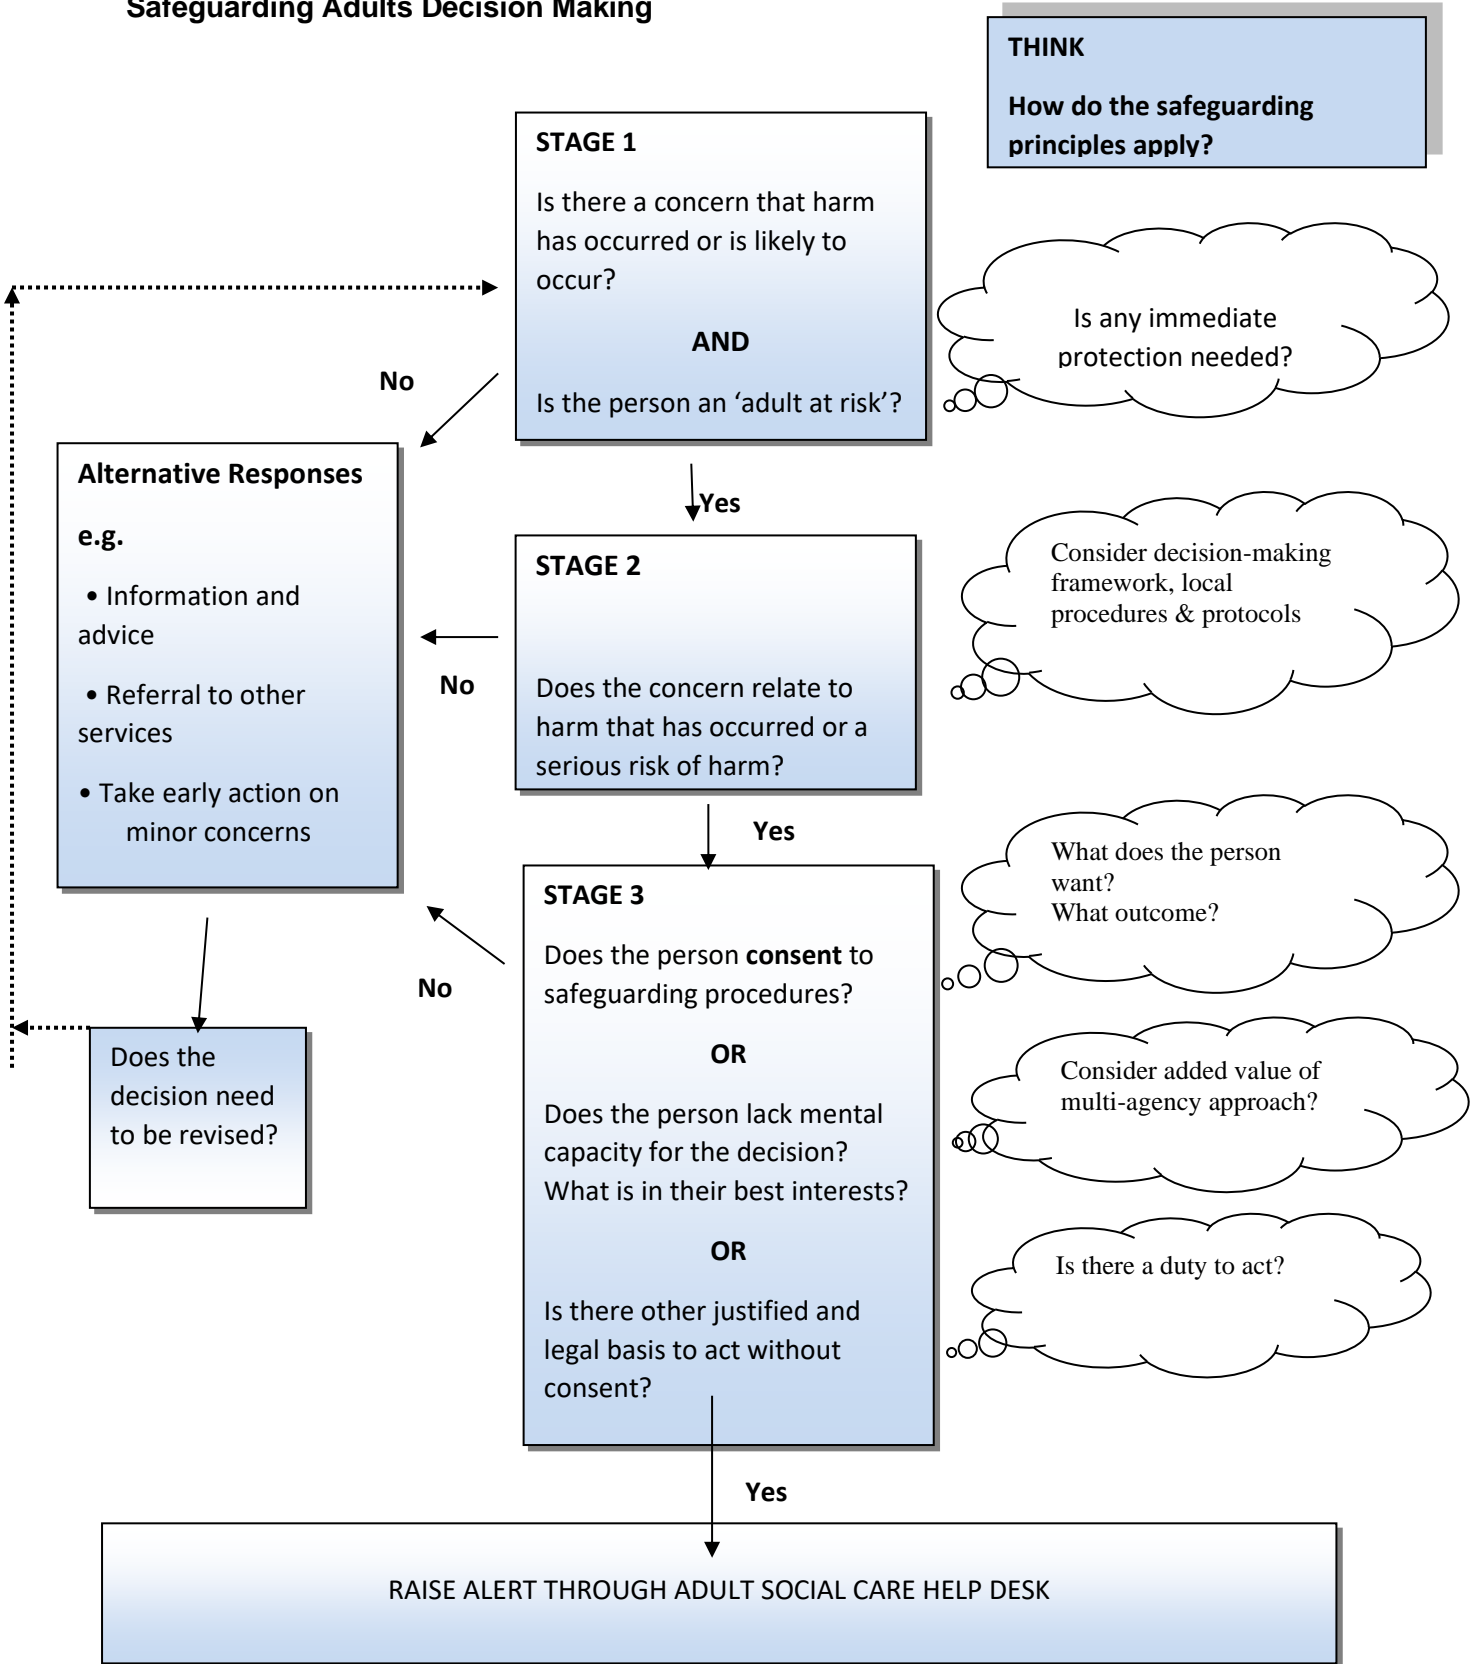 Safeguarding Adults Decision Making
THINK
How do the safeguarding
principles apply?
STAGE 1
Is there a concern that harm
has occurred or is likely to
occur?
AND
Is the person an ‘adult at risk’?
Is any immediate
protection needed?
No
Yes
Alternative Responses
e.g.
• Information and
advice
• Referral to other
services
• Take early action on
minor concerns
STAGE 2
Does the concern relate to
harm that has occurred or a
serious risk of harm?
Consider decision-making
framework, local
procedures & protocols
No
Yes
STAGE 3
Does the person consent to
safeguarding procedures?
OR
Does the person lack mental
capacity for the decision?
What is in their best interests?
OR
Is there other justified and
legal basis to act without
consent?
What does the person
want?
What outcome?
No
Does the
decision need
to be revised?
Consider added value of
multi-agency approach?
Is there a duty to act?
Yes
RAISE ALERT THROUGH ADULT SOCIAL CARE HELP DESK